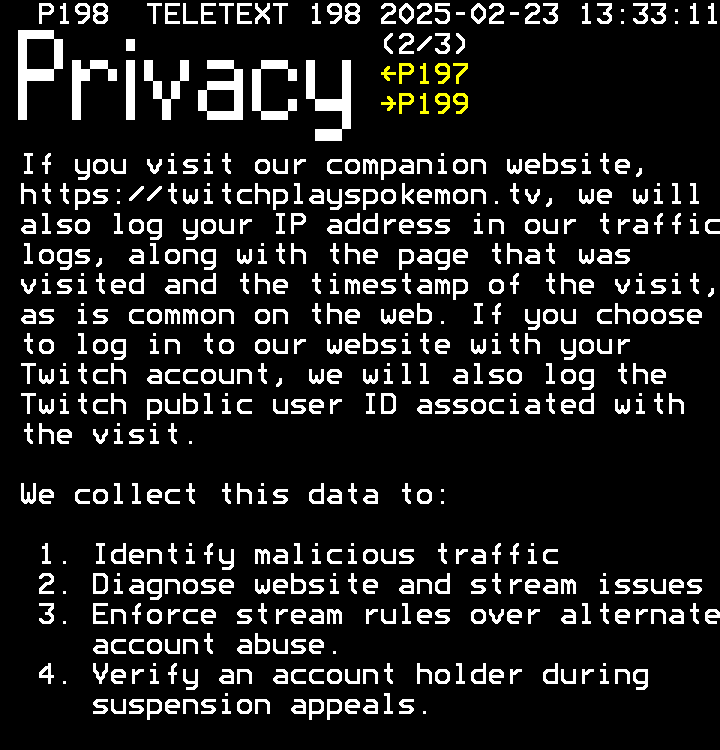 P198 TELETEXT 198 2025-02-23 13:33:11
Privacy
(2/3)
←P197
→P199
If you visit our companion website,
https://twitchplayspokemon.tv, we will
also log your IP address in our traffic
logs, along with the page that was
visited and the timestamp of the visit,
as is common on the web. If you choose
to log in to our website with your
Twitch account, we will also log the
Twitch public user ID associated with
the visit.
We collect this data to:
1. Identify malicious traffic
2. Diagnose website and stream issues
3. Enforce stream rules over alternate
account abuse.
4. Verify an account holder during
suspension appeals.